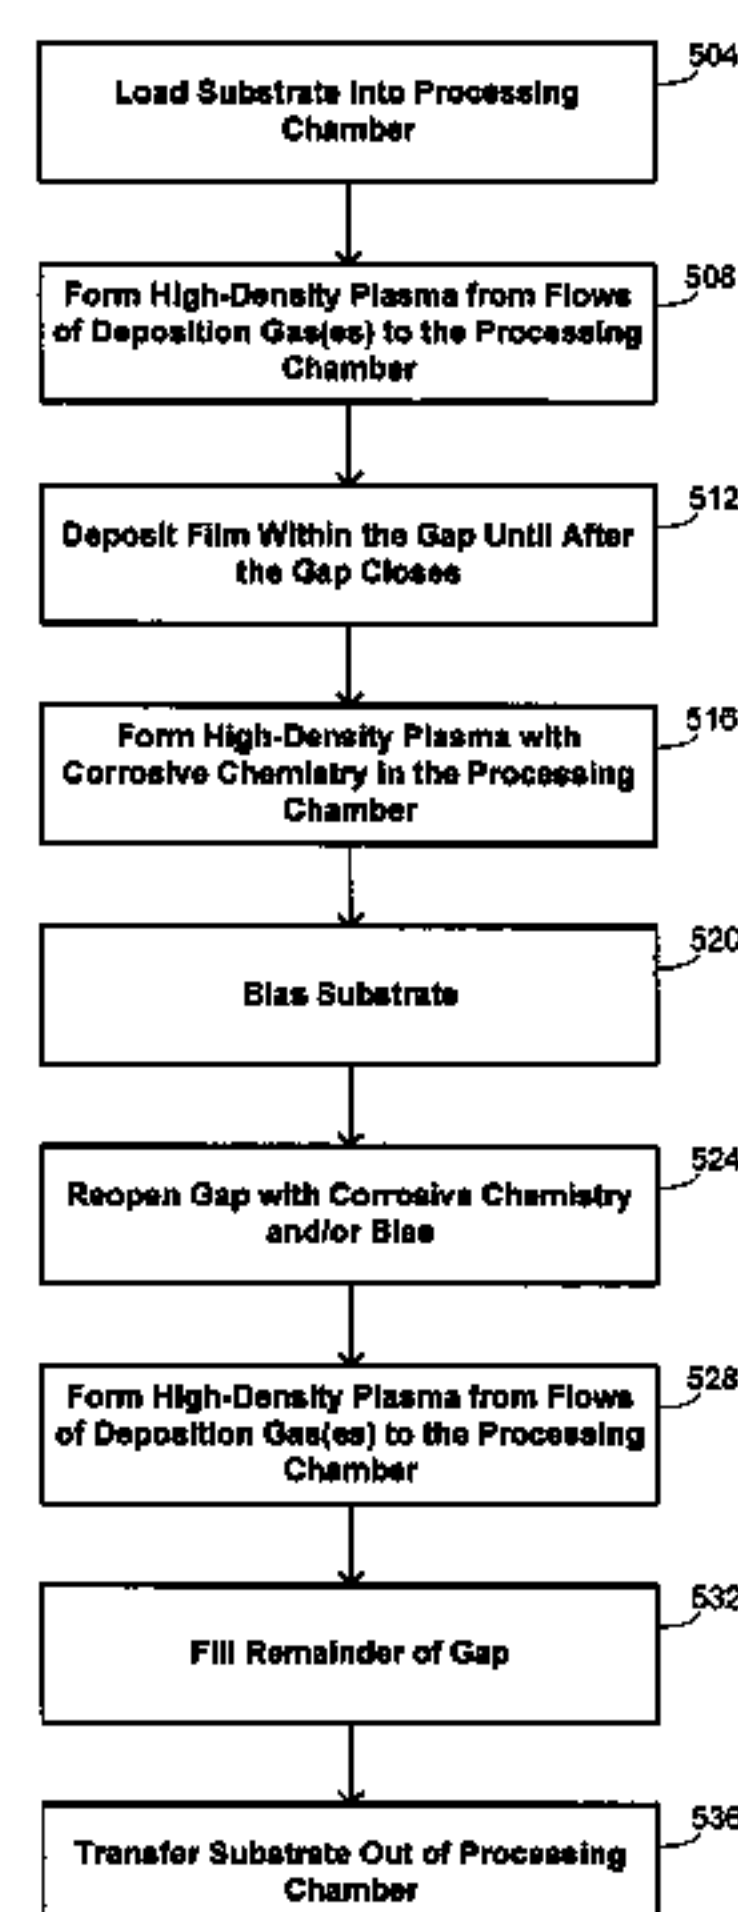 504
Load Substrate into Processing
Chamber
508
Form High-Density Plasma from Flows
of Deposition Gas(es) to the Processing
Chamber
512
Deposit Film Within the Gap Until After
the Gap Closes
516
Form High-Density Plasma with
Corrosive Chemistry in the Processing
Chamber
520
Bias Substrate
524
Reopen Gap with Corrosive Chemistry
and/or Bias
528
Form High-Density Plasma from Flows
of Deposition Gas(es) to the Processing
Chamber
532
Fill Remainder of Gap
536
Transfer Substrate Out of Processing
Chamber